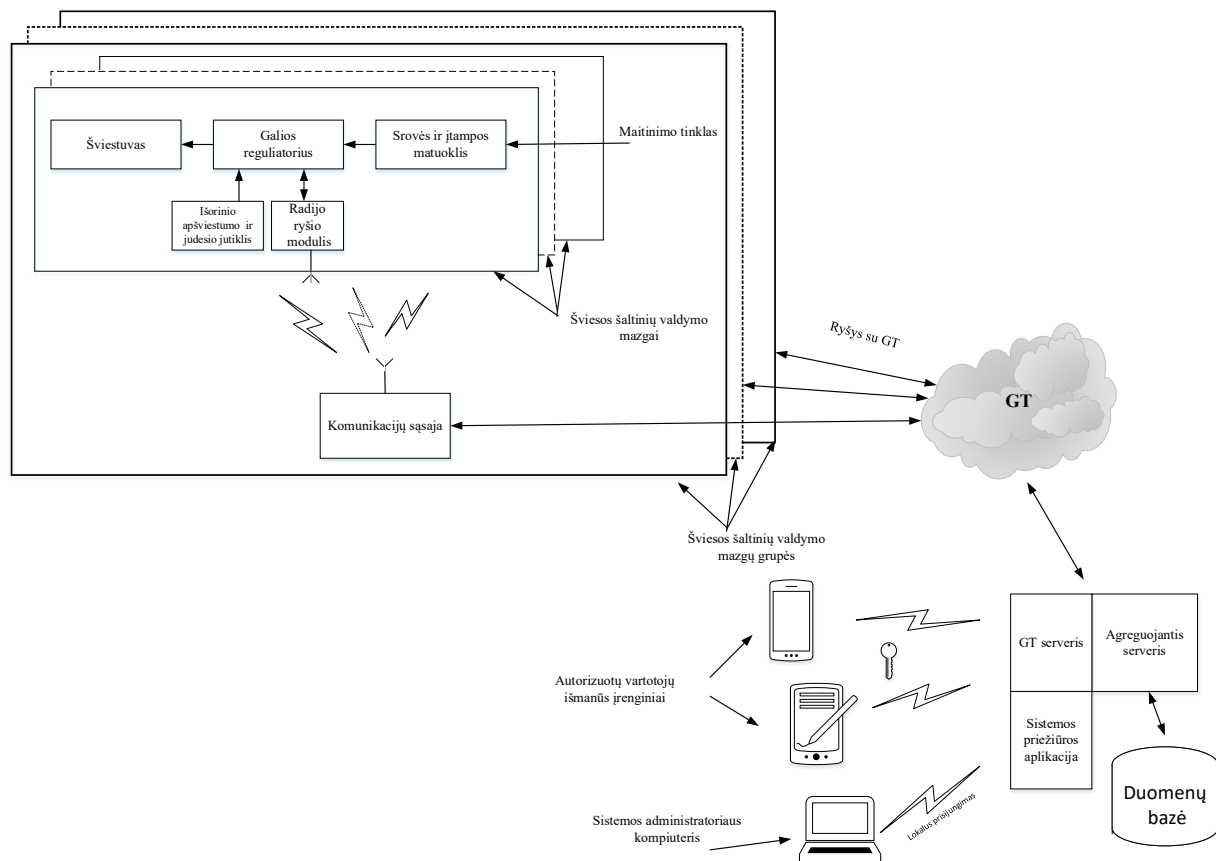 Šviestuvas
Galios
reguliatorius
Srovės ir įtampos
matuoklis
Maitinimo tinklas
Išorinio
apšviestumo ir
judesio jutiklis
Radijo
ryšio
modulis
Šviesos šaltinių valdymo
mazgai
Ryšys su GT
GT
Komunikacijų sąsaja
Šviesos šaltinių valdymo
mazgų grupės
Autorizuotų vartotojų
išmanūs įrenginiai
GT serveris
Agreguojantis
serveris
Sistemos
priežiūros
aplikacija
Duomenų
bazė
Sistemos administratoriaus
kompiuteris
Lokalus prisijungimas